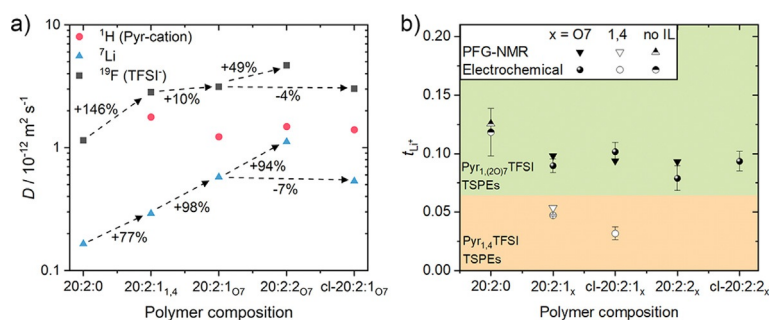 a)
¹H (Pyr-cation)
⁷Li
¹⁹F (TFSI⁻)
+49%
+10%
-4%
+146%
+94%
+98%
-7%
+77%
10
1
0.1
D / 10⁻¹² m² s⁻¹
20:2:0 20:2:1₁,₄ 20:2:1O7 20:2:2O7 cl-20:2:1O7
Polymer composition
b)
x = O7 1,4 no IL
PFG-NMR
Electrochemical
0.20
0.15
0.10
0.05
0.00
tLi⁺
Pyr₁,(2O)7TFSI
TSPEs
Pyr₁,₄TFSI
TSPEs
20:2:0 20:2:1ₓ cl-20:2:1ₓ 20:2:2ₓ cl-20:2:2ₓ
Polymer composition